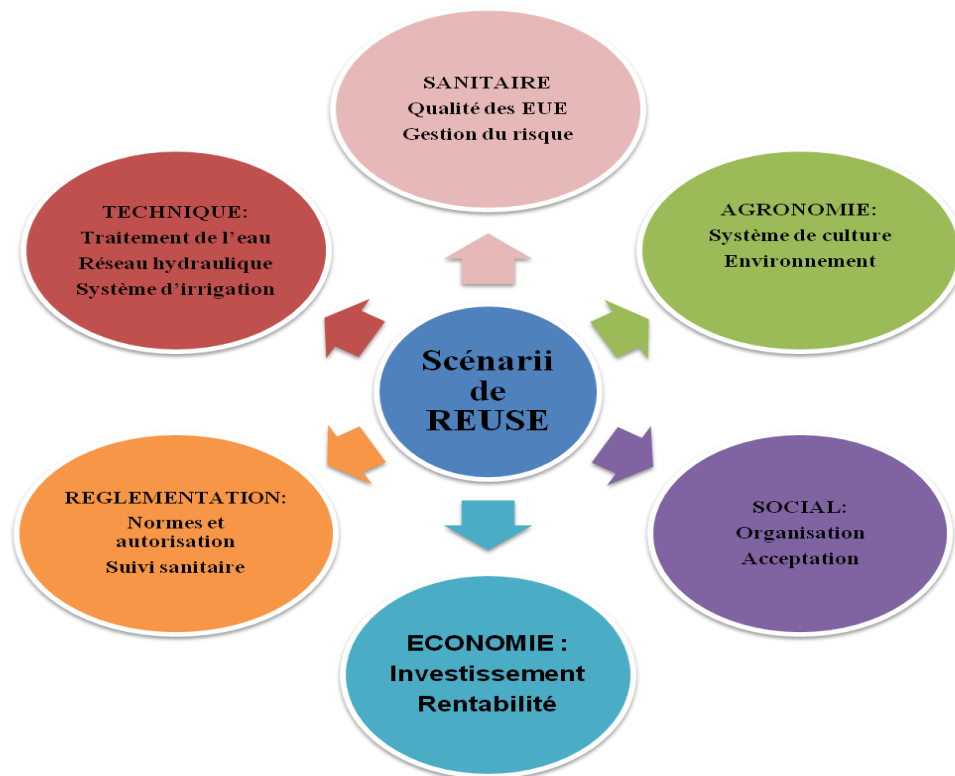 SANITAIRE
Qualité des EUE
Gestion du risque
TECHNIQUE:
Traitement de l’eau
Réseau hydraulique
Système d’irrigation
AGRONOMIE:
Système de culture
Environnement
Scénarii
de
REUSE
REGLEMENTATION:
Normes et
autorisation
Suivi sanitaire
SOCIAL:
Organisation
Acceptation
ECONOMIE :
Investissement
Rentabilité